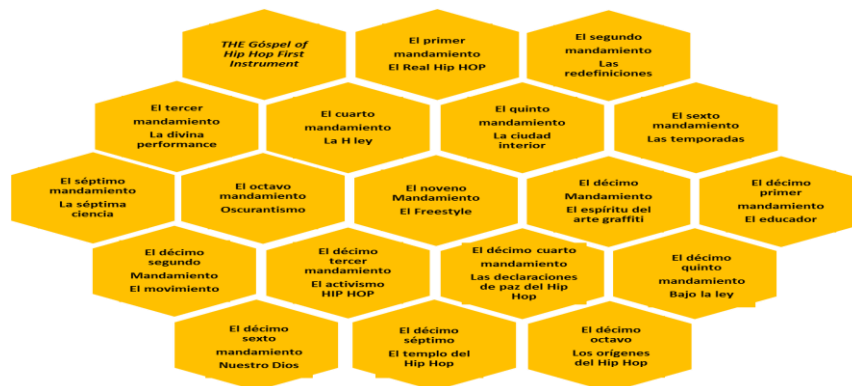 THE Góspel of
Hip Hop First
Instrument
El primer
mandamiento
El Real Hip HOP
El segundo
mandamiento
Las
redefiniciones
El tercer
mandamiento
La divina
performance
El cuarto
mandamiento
La H ley
El quinto
mandamiento
La ciudad
interior
El sexto
mandamiento
Las temporadas
El séptimo
mandamiento
La séptima
ciencia
El octavo
mandamiento
Oscurantismo
El noveno
Mandamiento
El Freestyle
El décimo
Mandamiento
El espíritu del
arte graffiti
El décimo
primer
mandamiento
El educador
El décimo
segundo
Mandamiento
El movimiento
El décimo
tercer
mandamiento
El activismo
HIP HOP
El décimo cuarto
mandamiento
Las declaraciones
de paz del Hip
Hop
El décimo
quinto
mandamiento
Bajo la ley
El décimo
sexto
mandamiento
Nuestro Dios
El décimo
séptimo
El templo del
Hip Hop
El décimo
octavo
Los orígenes
del Hip Hop